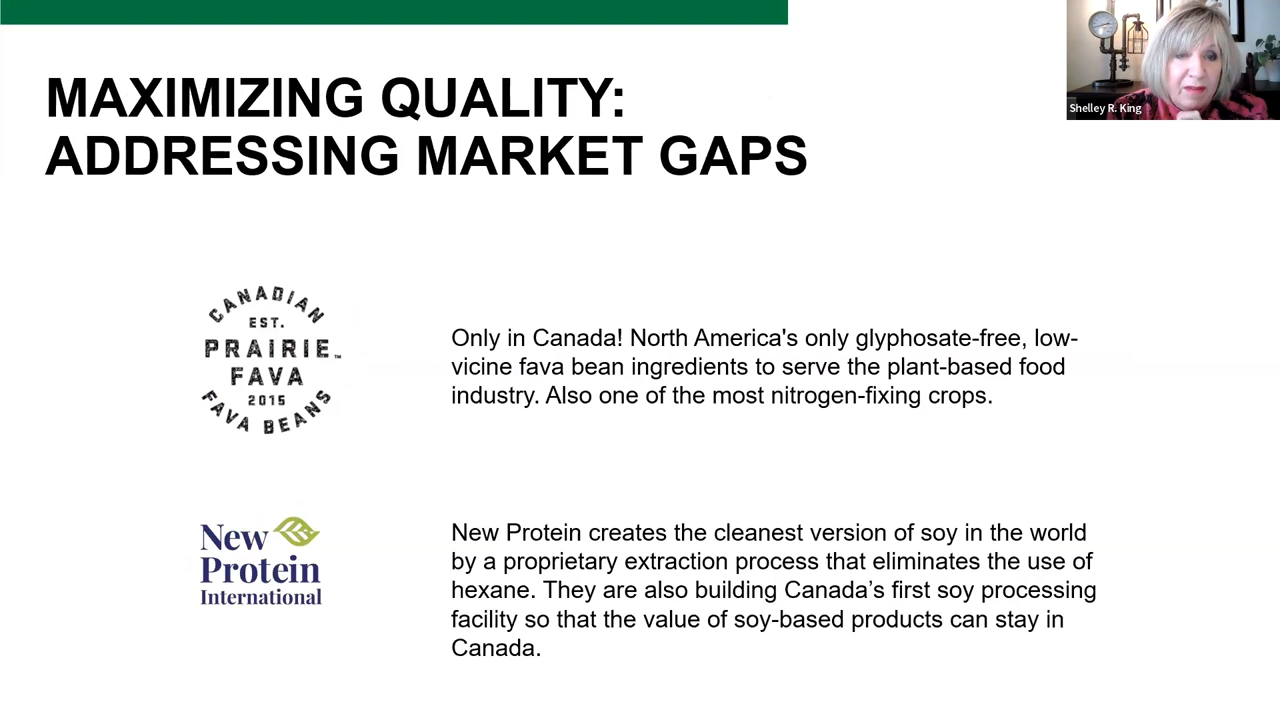 MAXIMIZING QUALITY:
ADDRESSING MARKET GAPS
Shelley R. King
CANADIAN
EST.
PRAIRIE™
FAVA
2015
FAVA BEANS
Only in Canada! North America's only glyphosate-free, low-
vicine fava bean ingredients to serve the plant-based food
industry. Also one of the most nitrogen-fixing crops.
New
Protein
International
New Protein creates the cleanest version of soy in the world
by a proprietary extraction process that eliminates the use of
hexane. They are also building Canada’s first soy processing
facility so that the value of soy-based products can stay in
Canada.